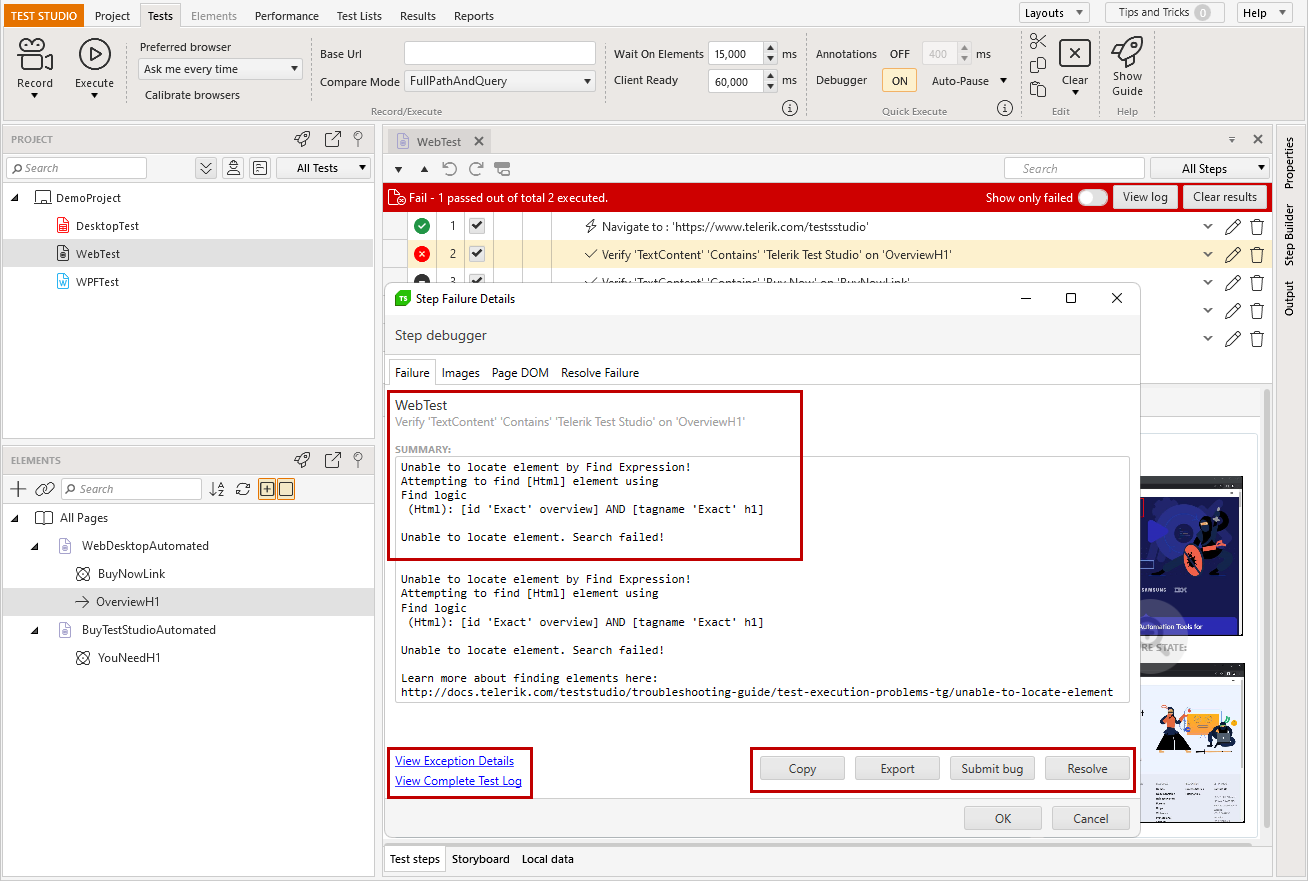 TEST STUDIO Project Tests Elements Performance Test Lists Results Reports Layouts Tips and Tricks 0 Help
Record
Execute
Preferred browser
Ask me every time
Calibrate browsers
Base Url
Compare Mode FullPathAndQuery
Record/Execute
Wait On Elements 15,000 ms
Client Ready 60,000 ms
Annotations OFF 400 ms
Debugger ON Auto-Pause
Quick Execute
Clear
Edit
Show
Guide
Help
PROJECT
Search All Tests
DemoProject
DesktopTest
WebTest
WPFTest
ELEMENTS
Search
All Pages
WebDesktopAutomated
BuyNowLink
OverviewH1
BuyTestStudioAutomated
YouNeedH1
WebTest
Search All Steps
Fail - 1 passed out of total 2 executed. Show only failed View log Clear results
1 Navigate to : 'https://www.telerik.com/testsstudio'
2 Verify 'TextContent' 'Contains' 'Telerik Test Studio' on 'OverviewH1'
3 Verify 'TextContent' 'Contains' 'Buy Now' on 'BuyNowLink'
TS Step Failure Details
Step debugger
Failure Images Page DOM Resolve Failure
WebTest
Verify 'TextContent' 'Contains' 'Telerik Test Studio' on 'OverviewH1'
SUMMARY:
Unable to locate element by Find Expression!
Attempting to find [Html] element using
Find logic
(Html): [id 'Exact' overview] AND [tagname 'Exact' h1]
Unable to locate element. Search failed!
Unable to locate element by Find Expression!
Attempting to find [Html] element using
Find logic
(Html): [id 'Exact' overview] AND [tagname 'Exact' h1]
Unable to locate element. Search failed!
Learn more about finding elements here:
http://docs.telerik.com/teststudio/troubleshooting-guide/test-execution-problems-tg/unable-to-locate-element
View Exception Details
View Complete Test Log
Copy Export Submit bug Resolve
OK Cancel
SAMSUNG
Automation Tools for
RE STATE:
Test steps Storyboard Local data
Properties
Step Builder
Output